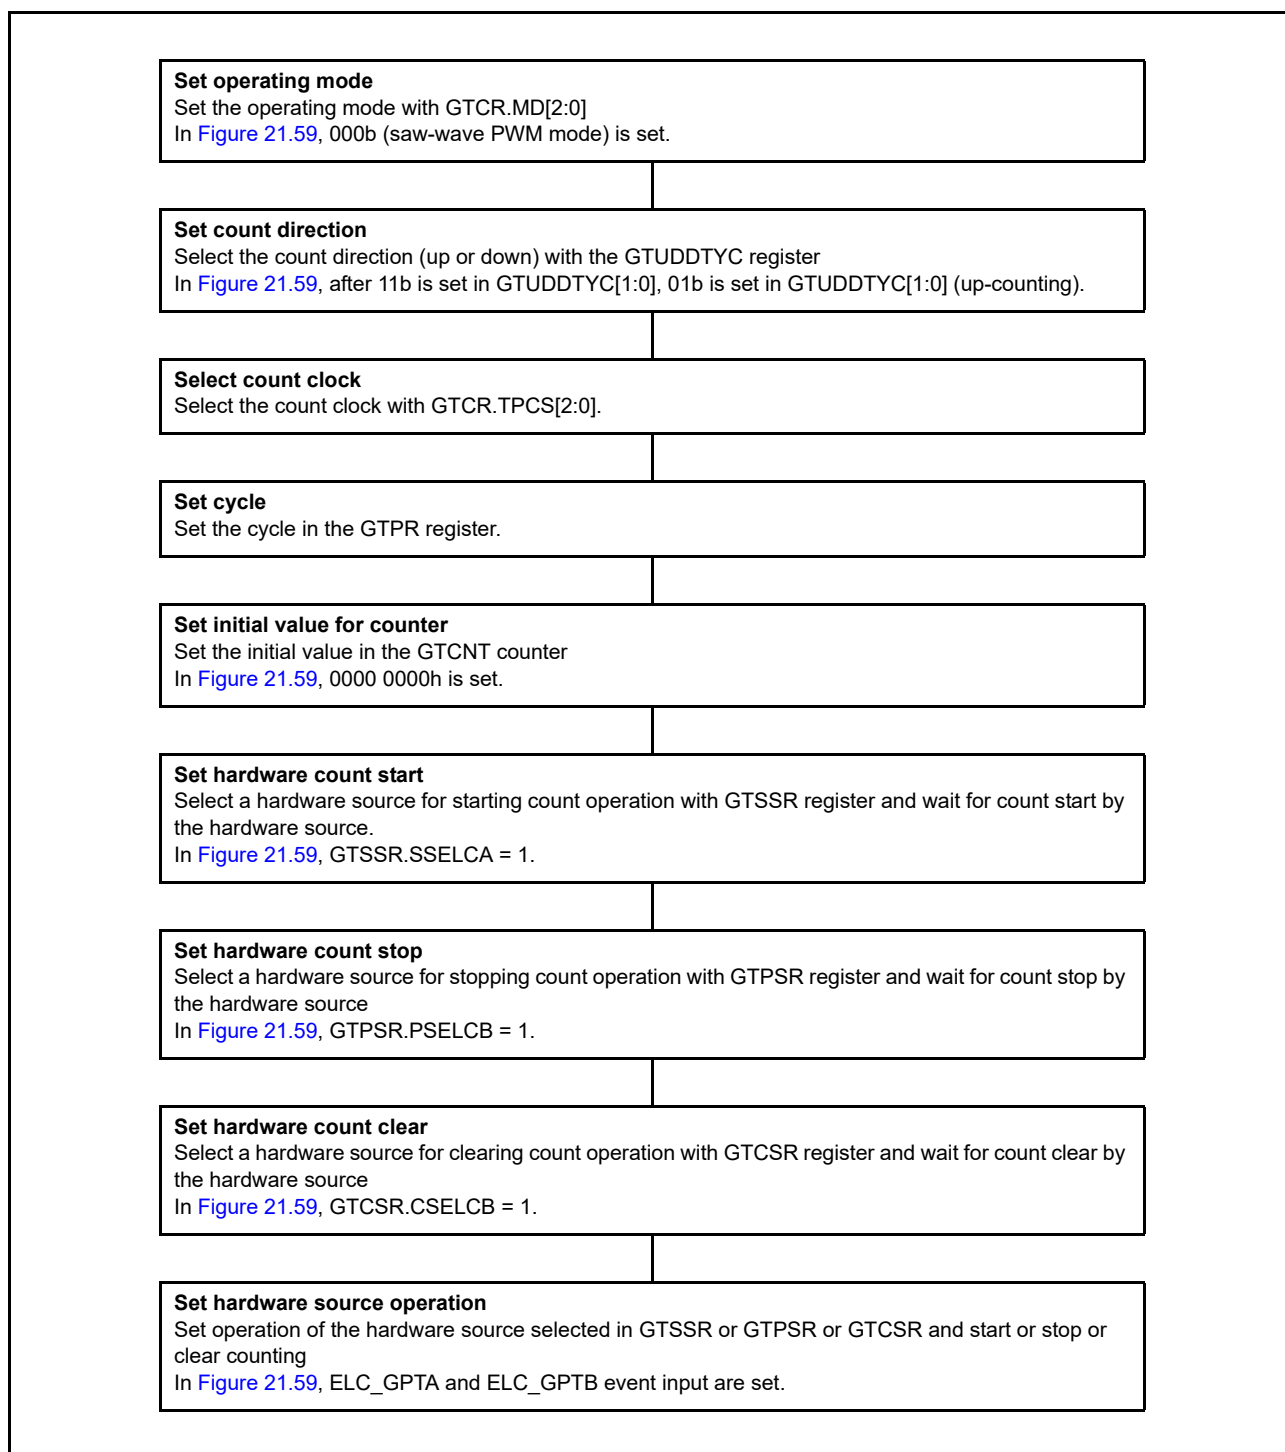 Set operating mode
Set the operating mode with GTCR.MD[2:0]
In Figure 21.59, 000b (saw-wave PWM mode) is set.
Set count direction
Select the count direction (up or down) with the GTUDDTYC register
In Figure 21.59, after 11b is set in GTUDDTYC[1:0], 01b is set in GTUDDTYC[1:0] (up-counting).
Select count clock
Select the count clock with GTCR.TPCS[2:0].
Set cycle
Set the cycle in the GTPR register.
Set initial value for counter
Set the initial value in the GTCNT counter
In Figure 21.59, 0000 0000h is set.
Set hardware count start
Select a hardware source for starting count operation with GTSSR register and wait for count start by
the hardware source.
In Figure 21.59, GTSSR.SSELCA = 1.
Set hardware count stop
Select a hardware source for stopping count operation with GTPSR register and wait for count stop by
the hardware source
In Figure 21.59, GTPSR.PSELCB = 1.
Set hardware count clear
Select a hardware source for clearing count operation with GTCSR register and wait for count clear by
the hardware source
In Figure 21.59, GTCSR.CSELCB = 1.
Set hardware source operation
Set operation of the hardware source selected in GTSSR or GTPSR or GTCSR and start or stop or
clear counting
In Figure 21.59, ELC_GPTA and ELC_GPTB event input are set.